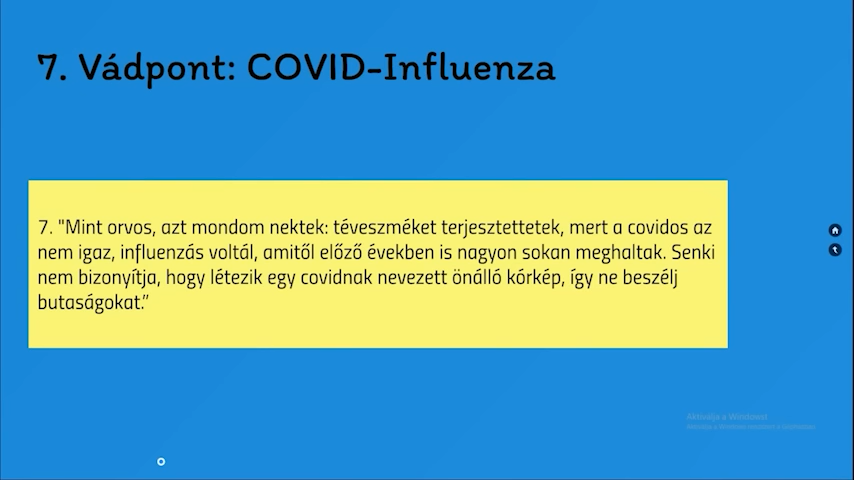 7. Vádpont: COVID-Influenza
7. "Mint orvos, azt mondom nektek: téveszméket terjesztettetek, mert a covidos az
nem igaz, influenzás voltál, amitől előző években is nagyon sokan meghaltak. Senki
nem bizonyítja, hogy létezik egy covidnak nevezett önálló kórkép, így ne beszélj
butaságokat.”
Aktiválja a Windowst